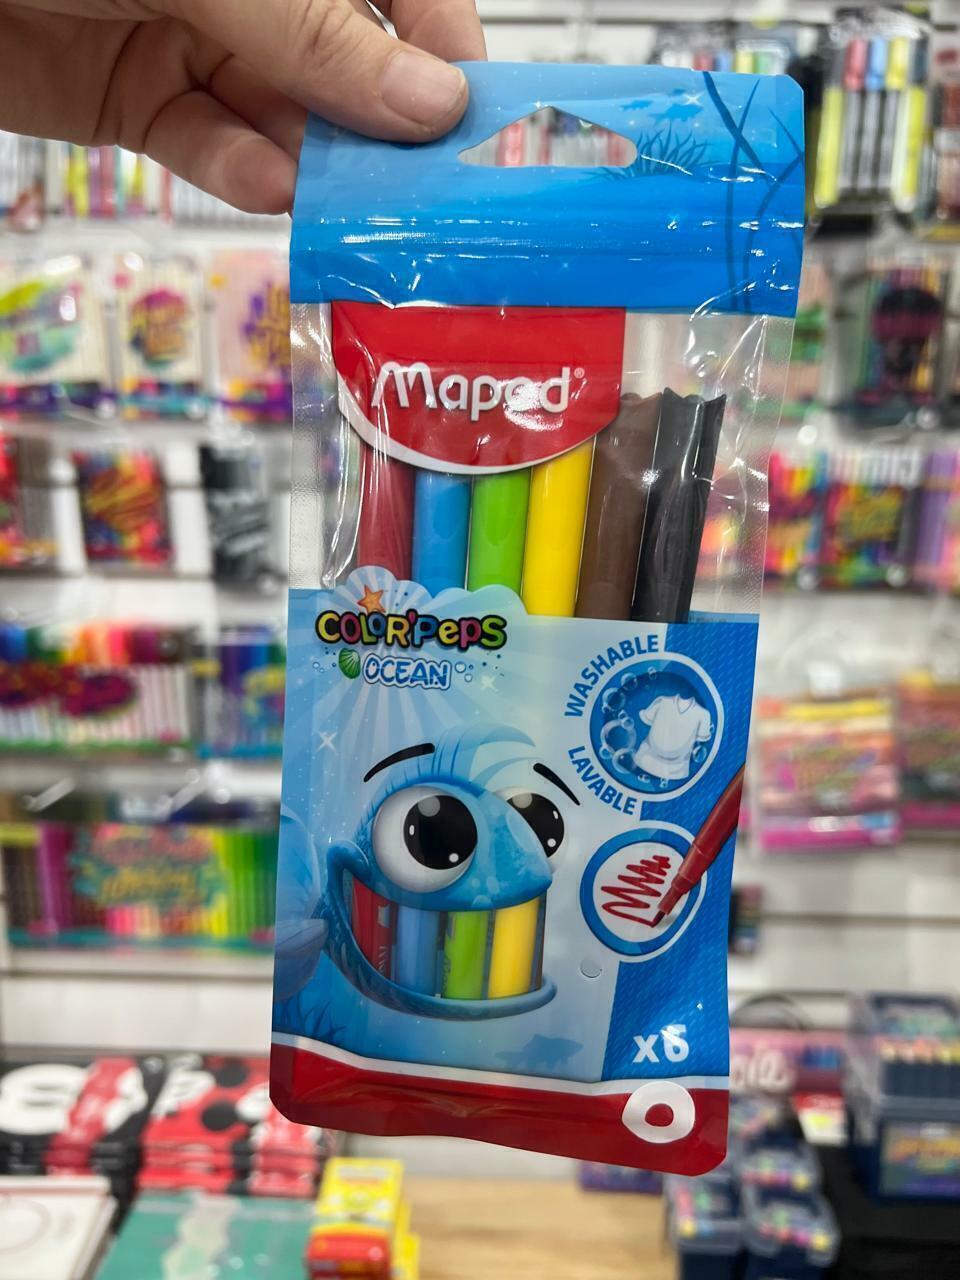 Maped®
COLOR'PePS
OCEAN
WASHABLE
LAVABLE
x6